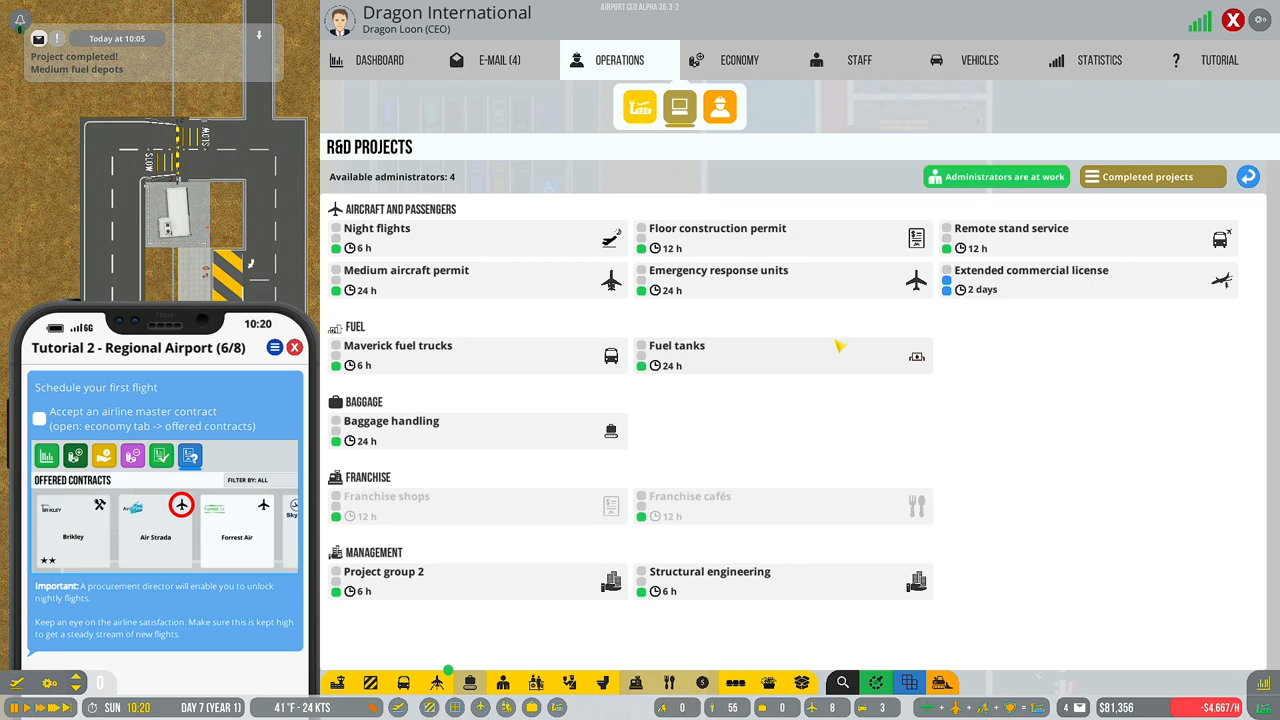 AIRPORT CEO ALPHA 36.3-2
6
Today at 10:05
Project completed!
Medium fuel depots
Dragon International
Dragon Loon (CEO)
DASHBOARD
E-MAIL (4)
OPERATIONS
ECONOMY
STAFF
VEHICLES
STATISTICS
TUTORIAL
R&D PROJECTS
Available administrators: 4
Administrators are at work
Completed projects
AIRCRAFT AND PASSENGERS
Night flights
6 h
Floor construction permit
12 h
Remote stand service
12 h
Medium aircraft permit
24 h
Emergency response units
24 h
Extended commercial license
2 days
FUEL
Maverick fuel trucks
6 h
Fuel tanks
24 h
BAGGAGE
Baggage handling
24 h
FRANCHISE
Franchise shops
12 h
Franchise cafés
12 h
MANAGEMENT
Project group 2
6 h
Structural engineering
6 h
SLOW
SLOW
6G
10:20
Tutorial 2 - Regional Airport (6/8)
Schedule your first flight
Accept an airline master contract
(open: economy tab -> offered contracts)
OFFERED CONTRACTS
FILTER BY: ALL
Brikley
Air Strada
Forrest Air
Important: A procurement director will enable you to unlock
nightly flights.
Keep an eye on the airline satisfaction. Make sure this is kept high
to get a steady stream of new flights.
0
SUN 10:20
DAY 7 (YEAR 1)
41°F - 24 KTS
0
55
0
8
3
4
$81,356
-$4.667/H